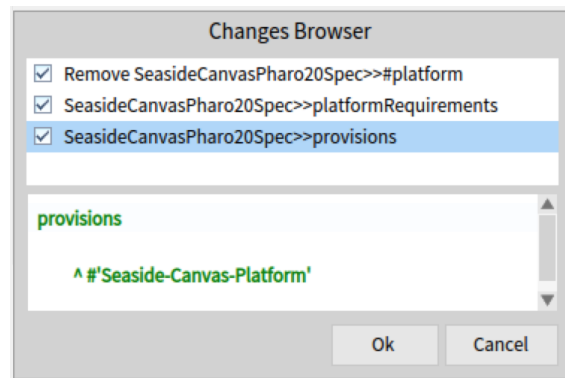 Changes Browser
Remove SeasideCanvasPharo20Spec>>#platform
SeasideCanvasPharo20Spec>>platformRequirements
SeasideCanvasPharo20Spec>>provisions
provisions
^ #'Seaside-Canvas-Platform'
Ok Cancel